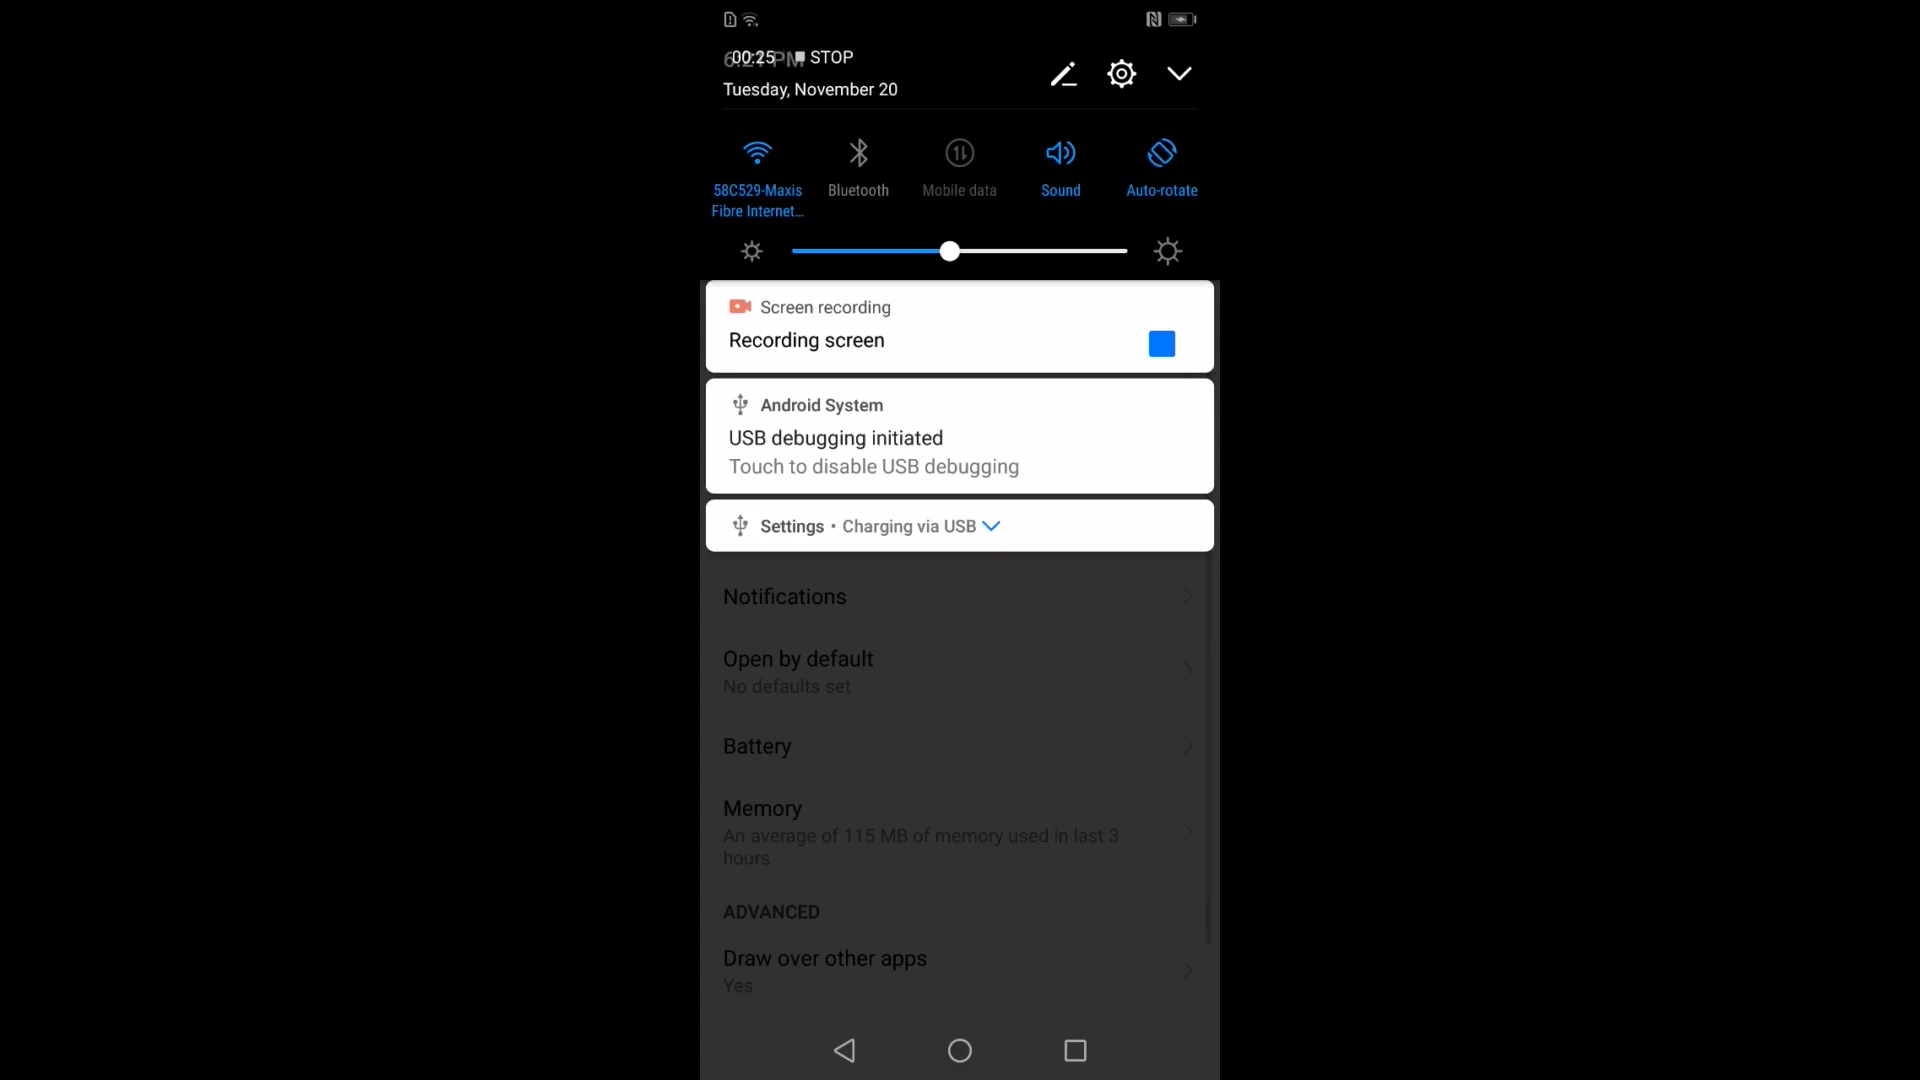 00:25 STOP
6:21 PM
Tuesday, November 20
58C529-Maxis
Fibre Internet...
Bluetooth
Mobile data
Sound
Auto-rotate
Screen recording
Recording screen
Android System
USB debugging initiated
Touch to disable USB debugging
Settings • Charging via USB
Notifications
Open by default
No defaults set
Battery
Memory
An average of 115 MB of memory used in last 3
hours
ADVANCED
Draw over other apps
Yes